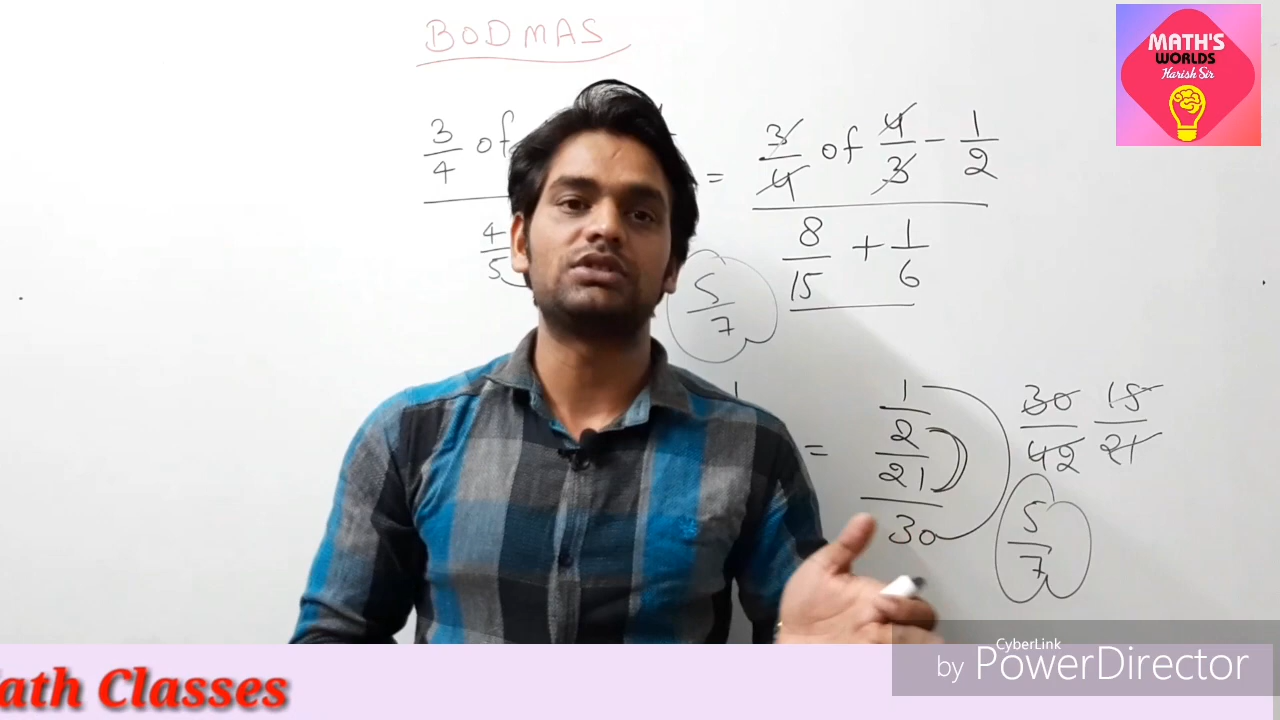 BODMAS
MATH'S
WORLDS
Harish Sir
3/4 of
4/5
= 3/4 of 4/3 - 1/2
8/15 + 1/6
5/7
1
= 1
2
21
30
30/42 15/21
5/7
CyberLink
by PowerDirector
ath Classes